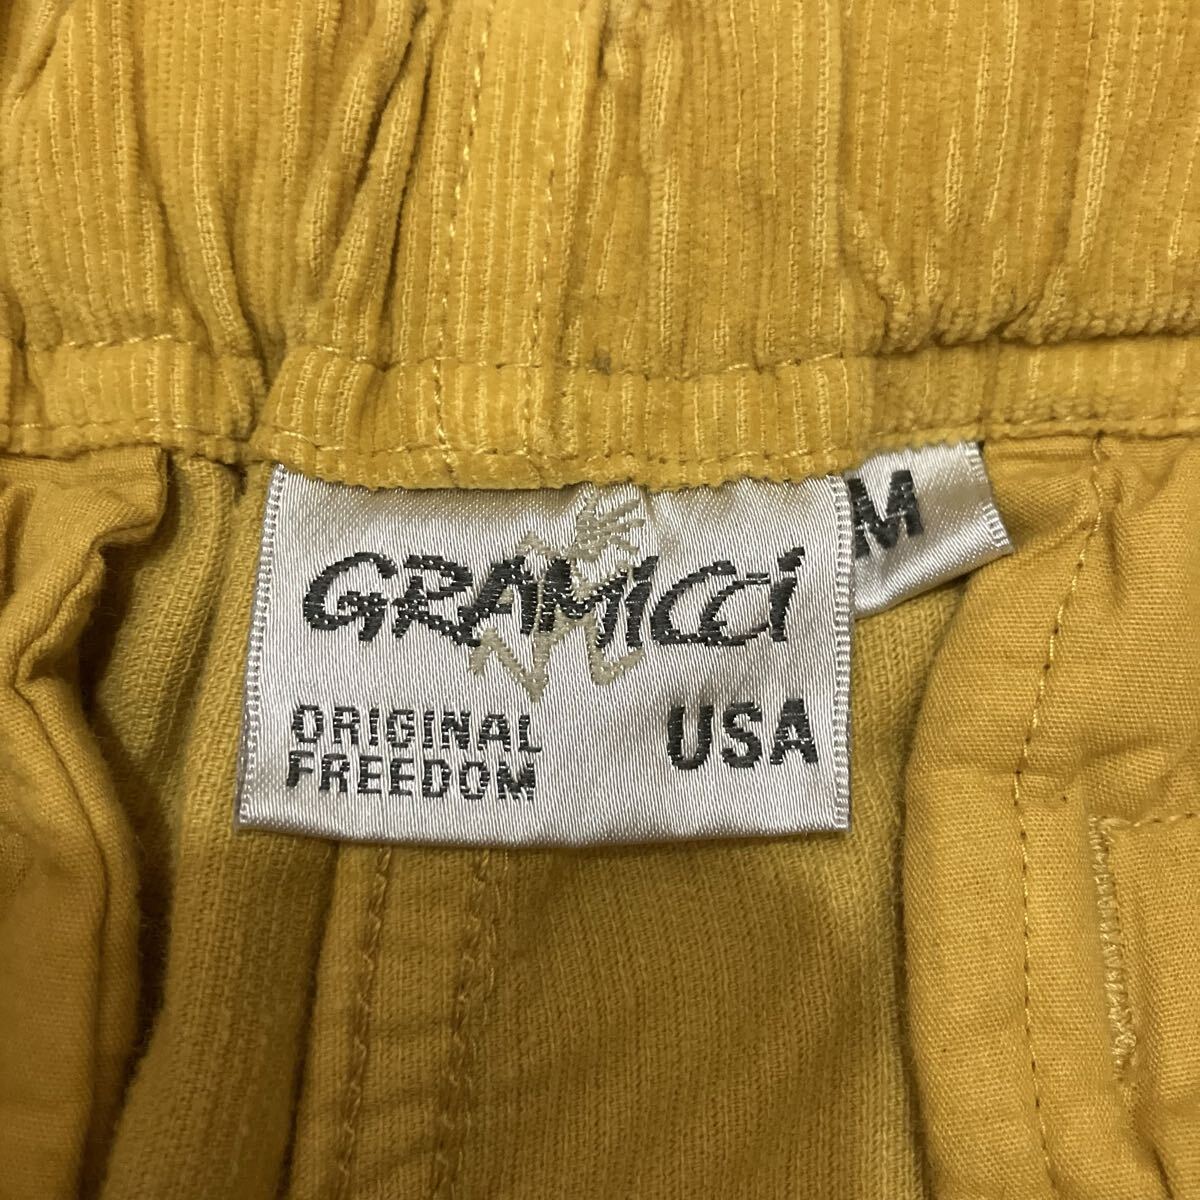 GRAMICCi
ORIGINAL
FREEDOM
USA
M